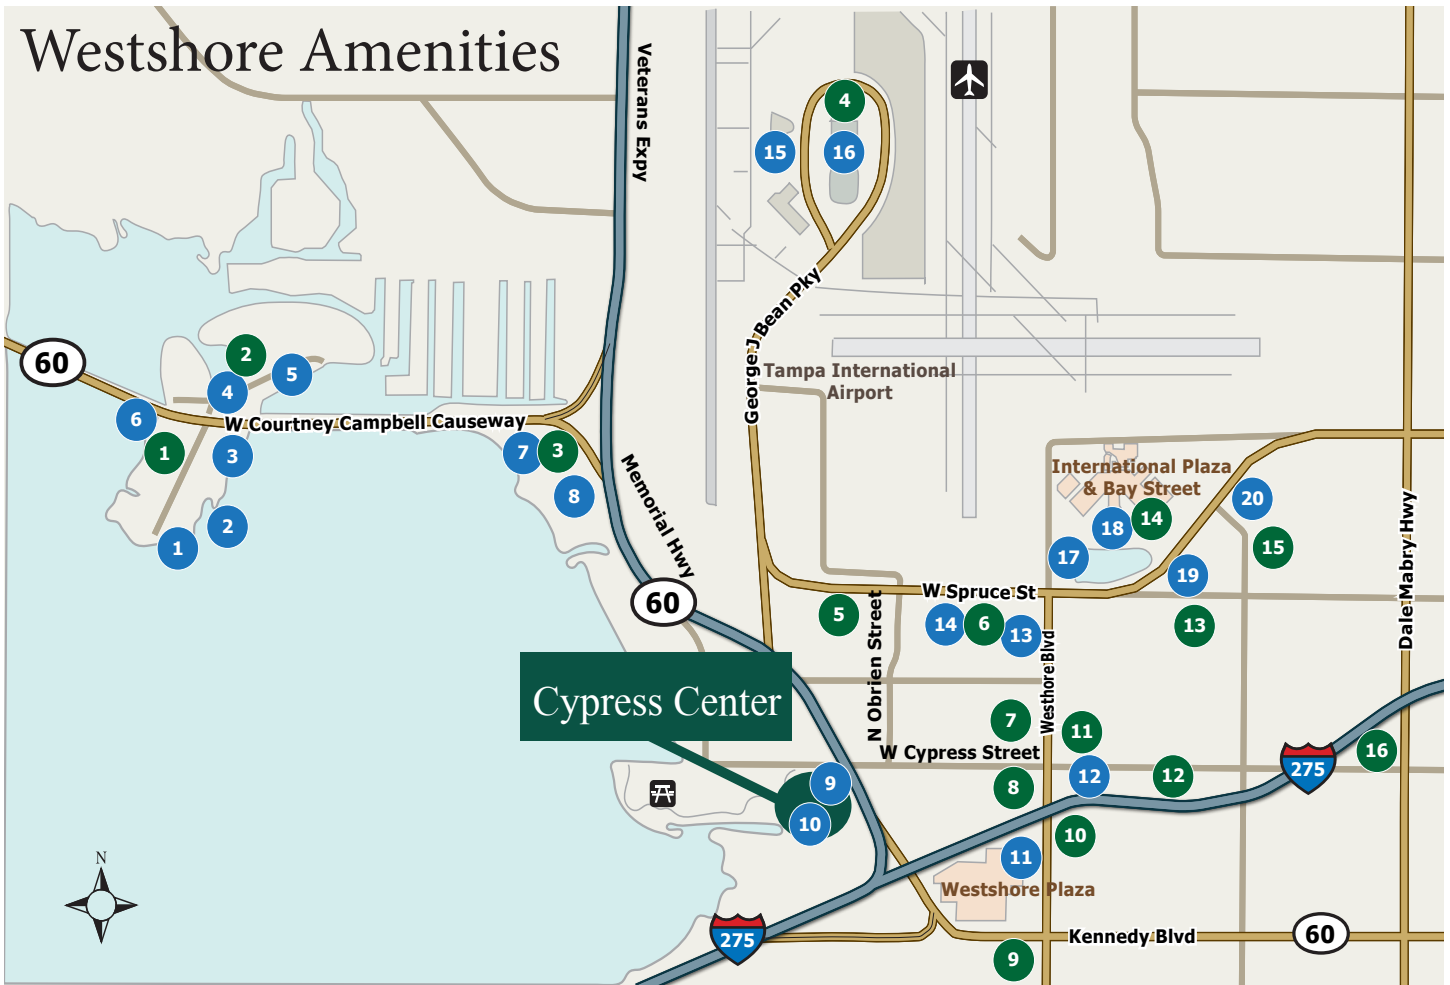 Westshore Amenities
Veterans Expy
4
15
16
George J Bean Pky
Tampa International
Airport
60
2
5
4
6
W Courtney Campbell Causeway
1
3
7
3
8
2
1
Memorial Hwy
60
International Plaza
& Bay Street
20
14
18
15
17
19
Dale Mabry Hwy
W Spruce St
5
14
6
13
13
N Obrien Street
Westhore Blvd
Cypress Center
7
11
W Cypress Street
16
275
12
12
8
9
10
10
11
Westshore Plaza
N
275
Kennedy Blvd
60
9